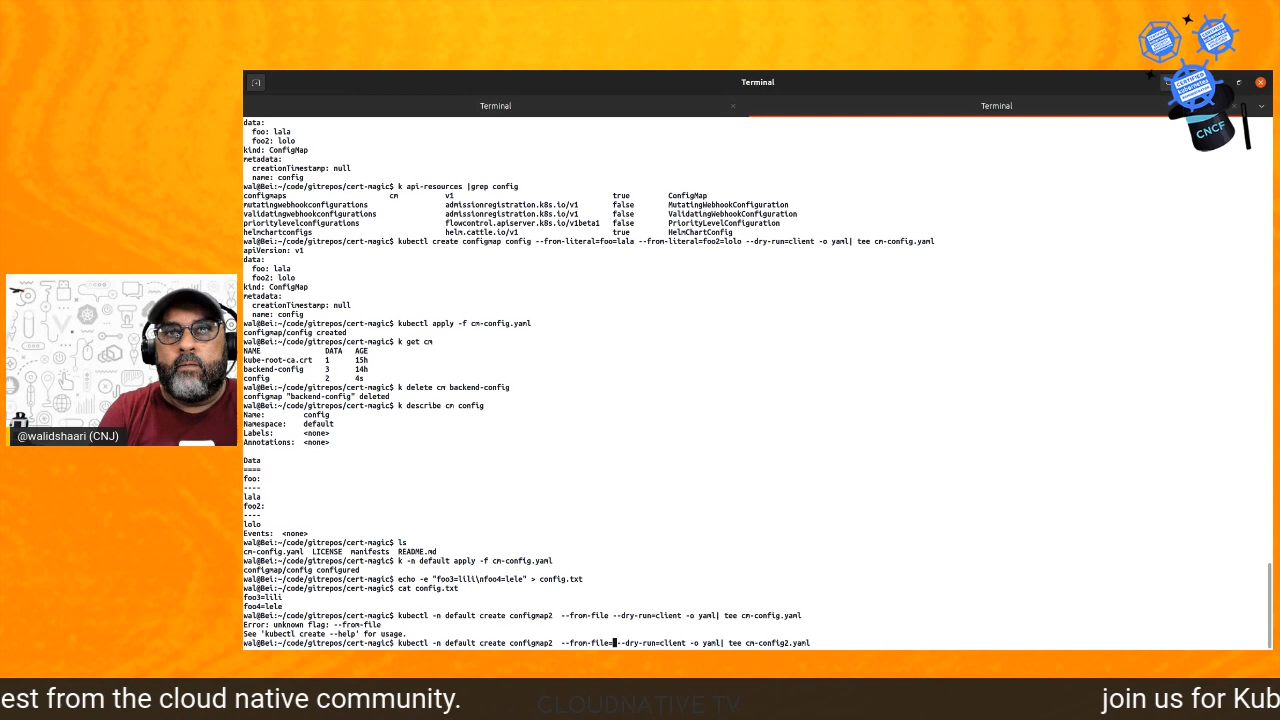 Terminal
Terminal
Terminal
data:
  foo: lala
  foo2: lolo
kind: ConfigMap
metadata:
  creationTimestamp: null
  name: config
wal@Bei:~/code/gitrepos/cert-magic$ k api-resources |grep config
configmaps                        cm           v1                                     true         ConfigMap
mutatingwebhookconfigurations                  admissionregistration.k8s.io/v1        false        MutatingWebhookConfiguration
validatingwebhookconfigurations                admissionregistration.k8s.io/v1        false        ValidatingWebhookConfiguration
prioritylevelconfigurations                    flowcontrol.apiserver.k8s.io/v1beta1   false        PriorityLevelConfiguration
helmchartconfigs                               helm.cattle.io/v1                      true         HelmChartConfig
wal@Bei:~/code/gitrepos/cert-magic$ kubectl create configmap config --from-literal=foo=lala --from-literal=foo2=lolo --dry-run=client -o yaml| tee cm-config.yaml
apiVersion: v1
data:
  foo: lala
  foo2: lolo
kind: ConfigMap
metadata:
  creationTimestamp: null
  name: config
wal@Bei:~/code/gitrepos/cert-magic$ kubectl apply -f cm-config.yaml
configmap/config created
wal@Bei:~/code/gitrepos/cert-magic$ k get cm
NAME               DATA   AGE
kube-root-ca.crt   1      15h
backend-config     3      14h
config             2      4s
wal@Bei:~/code/gitrepos/cert-magic$ k delete cm backend-config
configmap "backend-config" deleted
wal@Bei:~/code/gitrepos/cert-magic$ k describe cm config
Name:         config
Namespace:    default
Labels:       <none>
Annotations:  <none>

Data
====
foo:
----
lala
foo2:
----
lolo
Events:  <none>
wal@Bei:~/code/gitrepos/cert-magic$ ls
cm-config.yaml  LICENSE  manifests  README.md
wal@Bei:~/code/gitrepos/cert-magic$ k -n default apply -f cm-config.yaml
configmap/config configured
wal@Bei:~/code/gitrepos/cert-magic$ echo -e "foo3=lili\nfoo4=lele" > config.txt
wal@Bei:~/code/gitrepos/cert-magic$ cat config.txt
foo3=lili
foo4=lele
wal@Bei:~/code/gitrepos/cert-magic$ kubectl -n default create configmap2  --from-file --dry-run=client -o yaml| tee cm-config.yaml
Error: unknown flag: --from-file
See 'kubectl create --help' for usage.
wal@Bei:~/code/gitrepos/cert-magic$ kubectl -n default create configmap2  --from-file= --dry-run=client -o yaml| tee cm-config2.yaml
@walidshaari (CNJ)
CERTIFIED kubernetes ADMINISTRATOR
CNCF
est from the cloud native community.
CLOUDNATIVE TV
join us for Kub